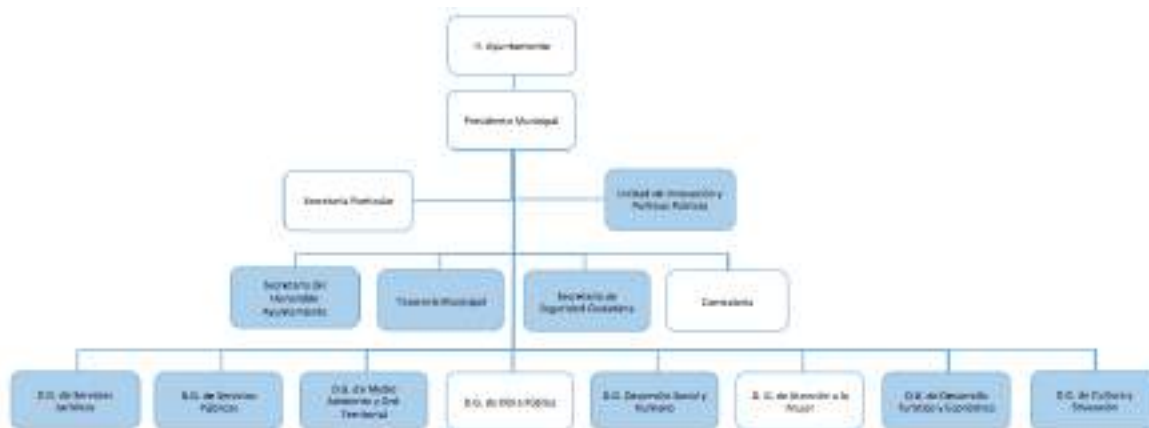 H. Ayuntamiento
Presidente Municipal
Secretaría Particular
Unidad de Innovación y
Políticas Públicas
Secretaría del
Honorable
Ayuntamiento
Tesorería Municipal
Secretaría de
Seguridad Ciudadana
Contraloría
D.G. de Servicios
Jurídicos
D.G. de Servicios
Públicos
D.G. de Medio
Ambiente y Ord.
Territorial
D.G. de Obra Pública
D.G. Desarrollo Social y
Humano
D. G. de Atención a la
Mujer
D.G. de Desarrollo
Turístico y Económico
D.G. de Cultura y
Educación